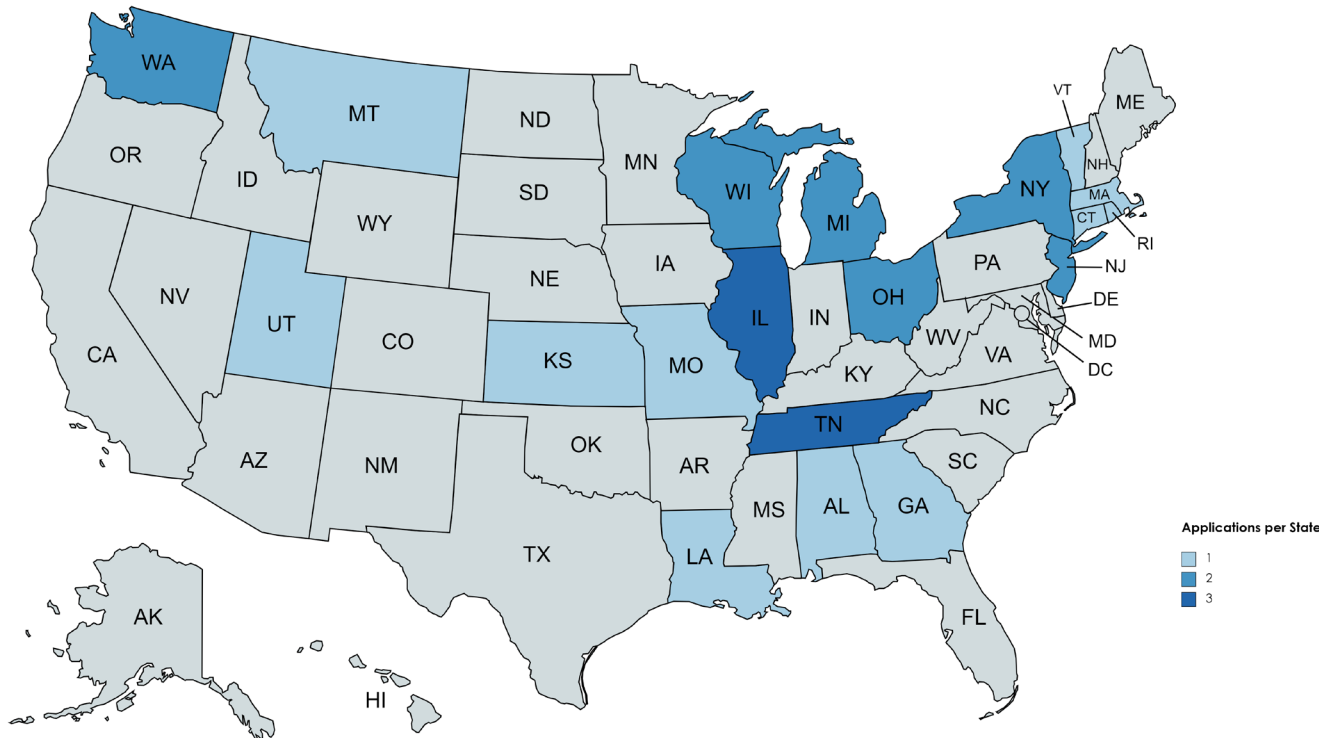 WA
MT
ND
MN
VT
ME
OR
ID
SD
WI
NH
NY
MA
WY
MI
CT
RI
IA
PA
NJ
NE
NV
OH
DE
UT
IL
IN
CO
WV
MD
CA
KS
MO
VA
DC
KY
NC
TN
OK
AZ
NM
AR
SC
MS
AL
GA
TX
LA
Applications per State
1
2
3
AK
FL
HI